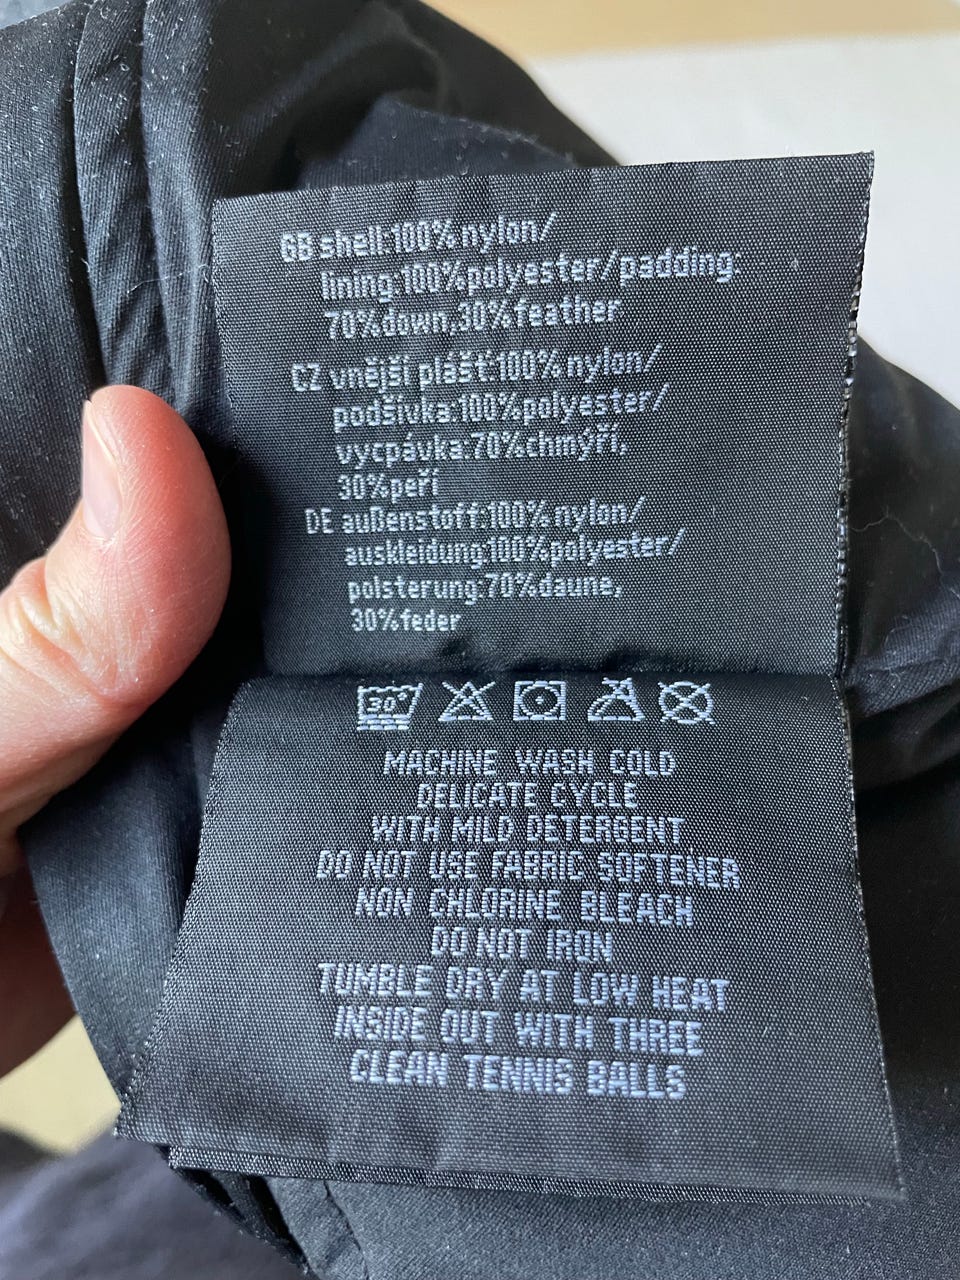 GB shell:100% nylon/
lining:100%polyester/padding:
70%down,30%feather
CZ vnější plášť:100% nylon/
podšívka:100%polyester/
vycpávka:70%chmýří,
30%peří
DE außenstoff:100% nylon/
auskleidung:100%polyester/
polsterung:70%daune,
30%feder
30°
MACHINE WASH COLD
DELICATE CYCLE
WITH MILD DETERGENT
DO NOT USE FABRIC SOFTENER
NON CHLORINE BLEACH
DO NOT IRON
TUMBLE DRY AT LOW HEAT
INSIDE OUT WITH THREE
CLEAN TENNIS BALLS